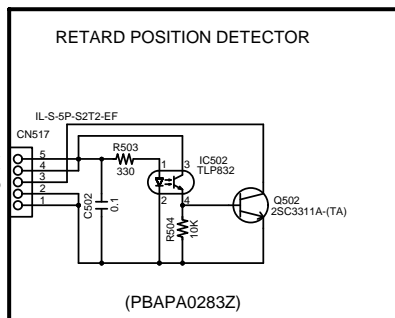 RETARD POSITION DETECTOR
IL-S-5P-S2T2-EF
CN517
5
4
3
2
1
R503
330
C502
0.1
1
3
2
4
IC502
TLP832
R504
10K
Q502
2SC3311A-(TA)
(PBAPA0283Z)